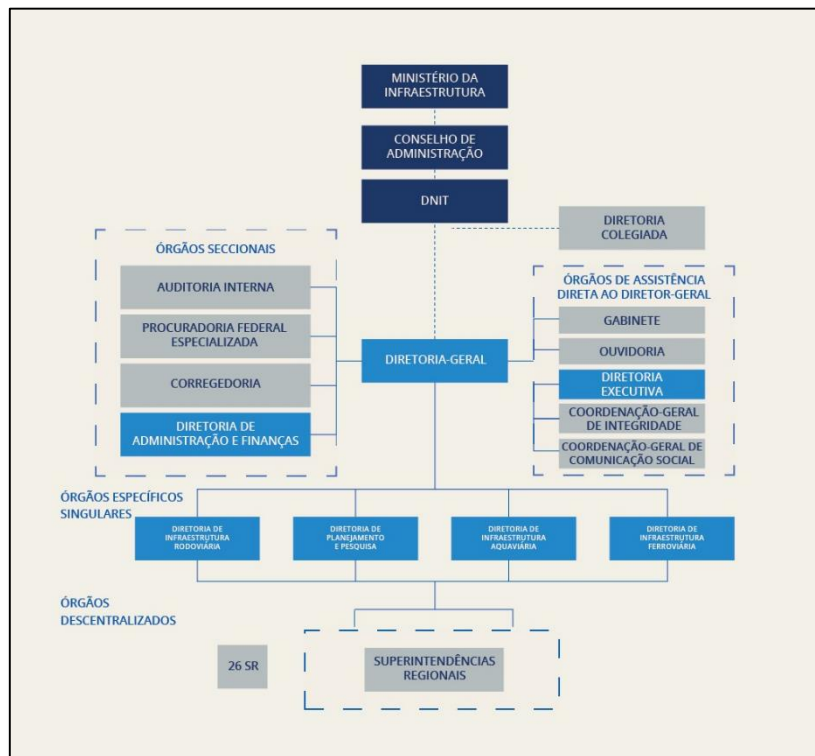 MINISTÉRIO DA
INFRAESTRUTURA
CONSELHO DE
ADMINISTRAÇÃO
DNIT
DIRETORIA
COLEGIADA
ÓRGÃOS SECCIONAIS
AUDITORIA INTERNA
PROCURADORIA FEDERAL
ESPECIALIZADA
CORREGEDORIA
DIRETORIA DE
ADMINISTRAÇÃO E FINANÇAS
DIRETORIA-GERAL
ÓRGÃOS DE ASSISTÊNCIA
DIRETA AO DIRETOR-GERAL
GABINETE
OUVIDORIA
DIRETORIA
EXECUTIVA
COORDENAÇÃO-GERAL
DE INTEGRIDADE
COORDENAÇÃO-GERAL DE
COMUNICAÇÃO SOCIAL
ÓRGÃOS ESPECÍFICOS
SINGULARES
DIRETORIA DE
INFRAESTRUTURA
RODOVIÁRIA
DIRETORIA DE
PLANEJAMENTO
E PESQUISA
DIRETORIA DE
INFRAESTRUTURA
AQUAVIÁRIA
DIRETORIA DE
INFRAESTRUTURA
FERROVIÁRIA
ÓRGÃOS
DESCENTRALIZADOS
26 SR
SUPERINTENDÊNCIAS
REGIONAIS